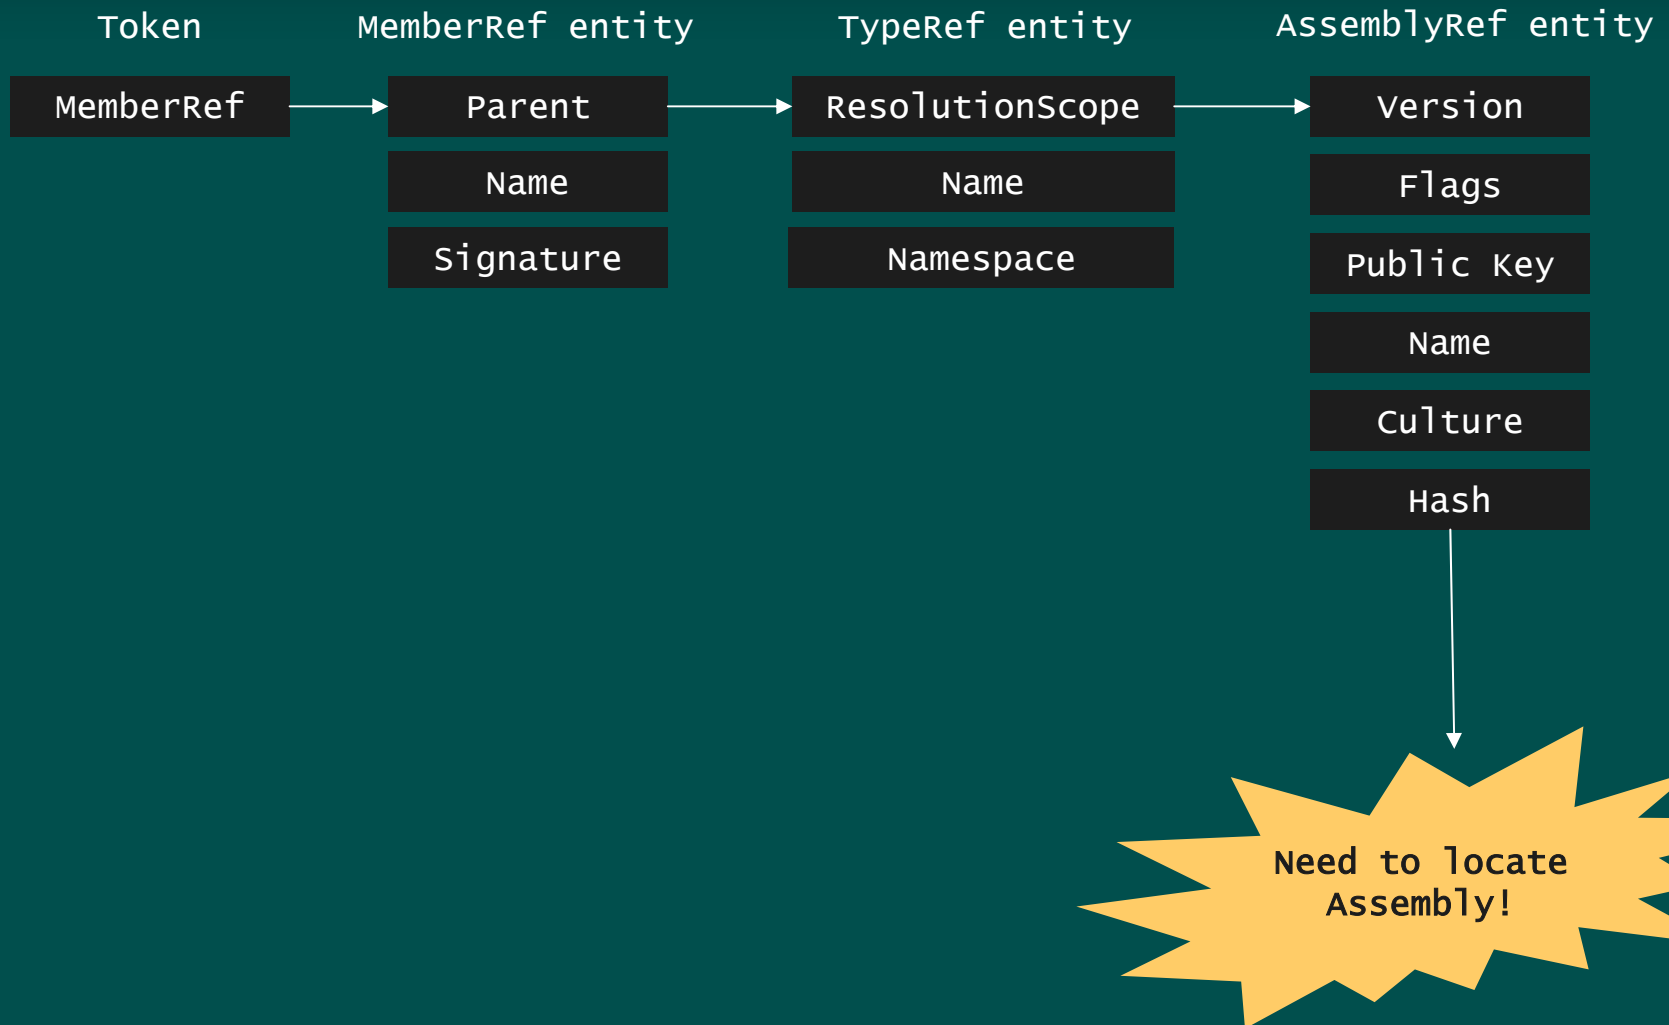 Token
MemberRef entity
TypeRef entity
AssemblyRef entity
MemberRef
Parent
ResolutionScope
Version
Name
Name
Flags
Signature
Namespace
Public Key
Name
Culture
Hash
Need to locate
Assembly!